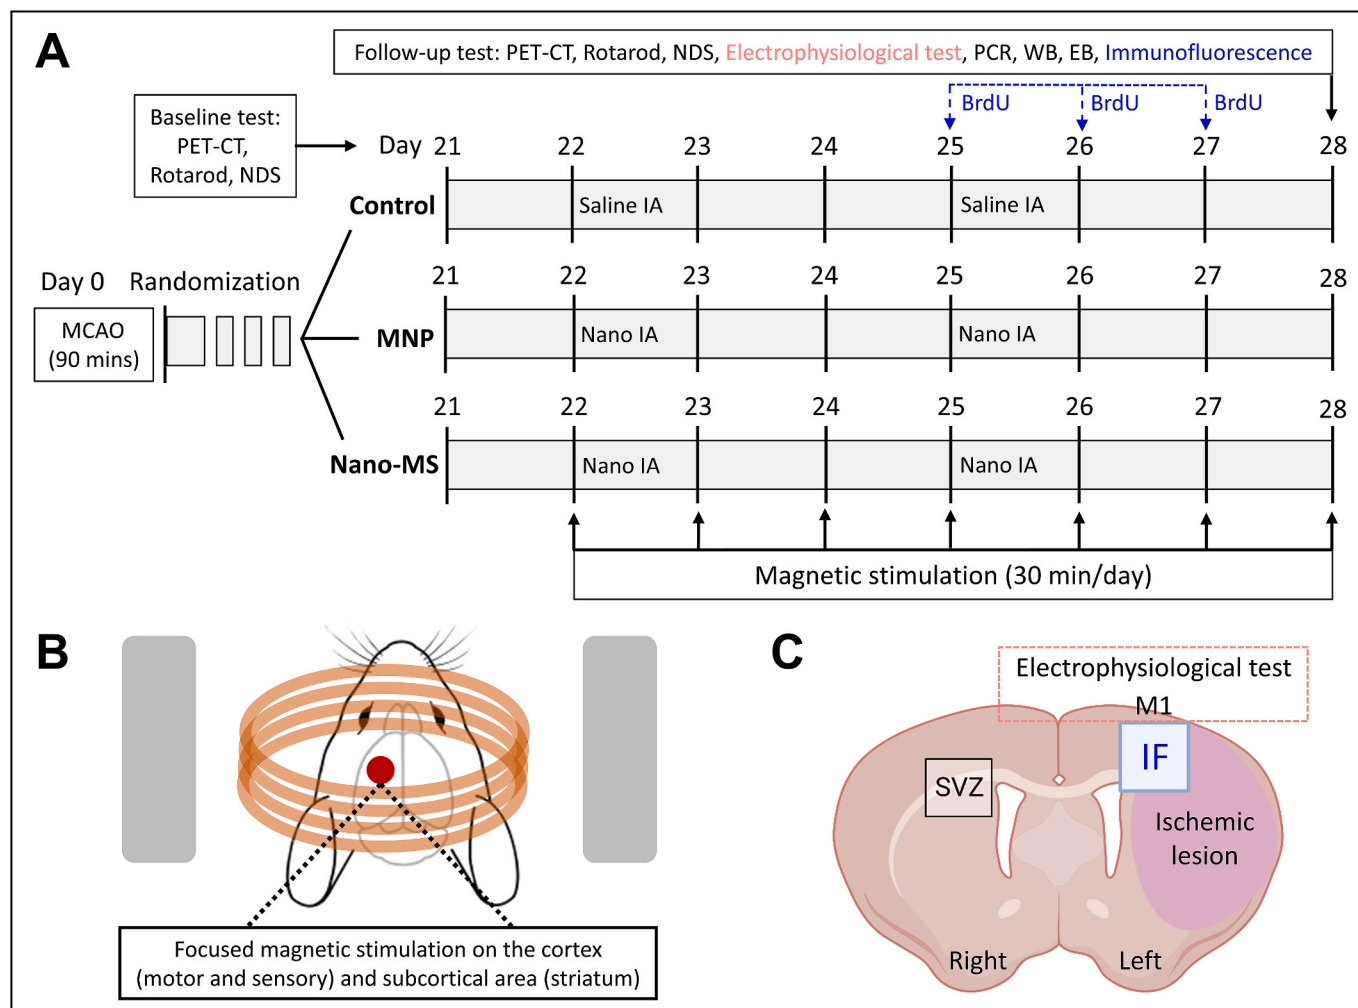 A
Follow-up test: PET-CT, Rotarod, NDS, Electrophysiological test, PCR, WB, EB, Immunofluorescence
BrdU BrdU BrdU
Baseline test:
PET-CT,
Rotarod, NDS
Day 21 22 23 24 25 26 27 28
Control Saline IA Saline IA
Day 0 Randomization
MCAO
(90 mins)
21 22 23 24 25 26 27 28
MNP Nano IA Nano IA
21 22 23 24 25 26 27 28
Nano-MS Nano IA Nano IA
Magnetic stimulation (30 min/day)
B
Focused magnetic stimulation on the cortex
(motor and sensory) and subcortical area (striatum)
C
Electrophysiological test
M1
IF
SVZ
Ischemic
lesion
Right Left